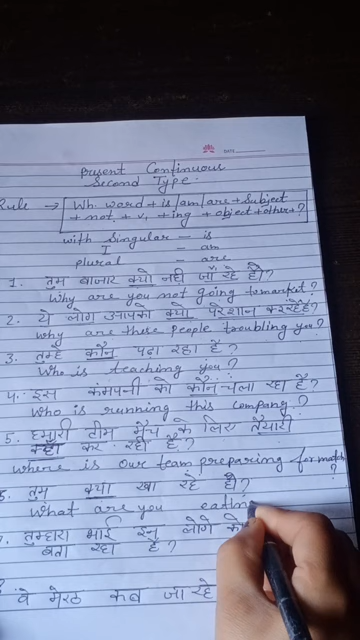 DATE
Present Continuous
Second Type.
Rule → Wh. word + is/am/are + Subject
+ not + v, + ing + object + other + ?
with Singular - is
I - am
plural - are
1. तुम बाजार क्यो नही जा रहे हो?
Why are you not going to market?
2. ये लोग आपको क्यो परेशान कर रहे है?
Why are these people troubling you?
3. तुम्हे कौन पढ़ा रहा है?
Who is teaching you?
4. इस कंमपनी को कौन चला रहा है?
Who is running this company?
5. हमारी टीम मैच के लिए तैयारी
कहा कर रही है?
where is our team preparing for match
?
तुम क्या खा रहे हो?
What are you eatin
तुम्हारा भाई इन लोगो को
बता रहा है?
वे मेरठ कब जा रहे